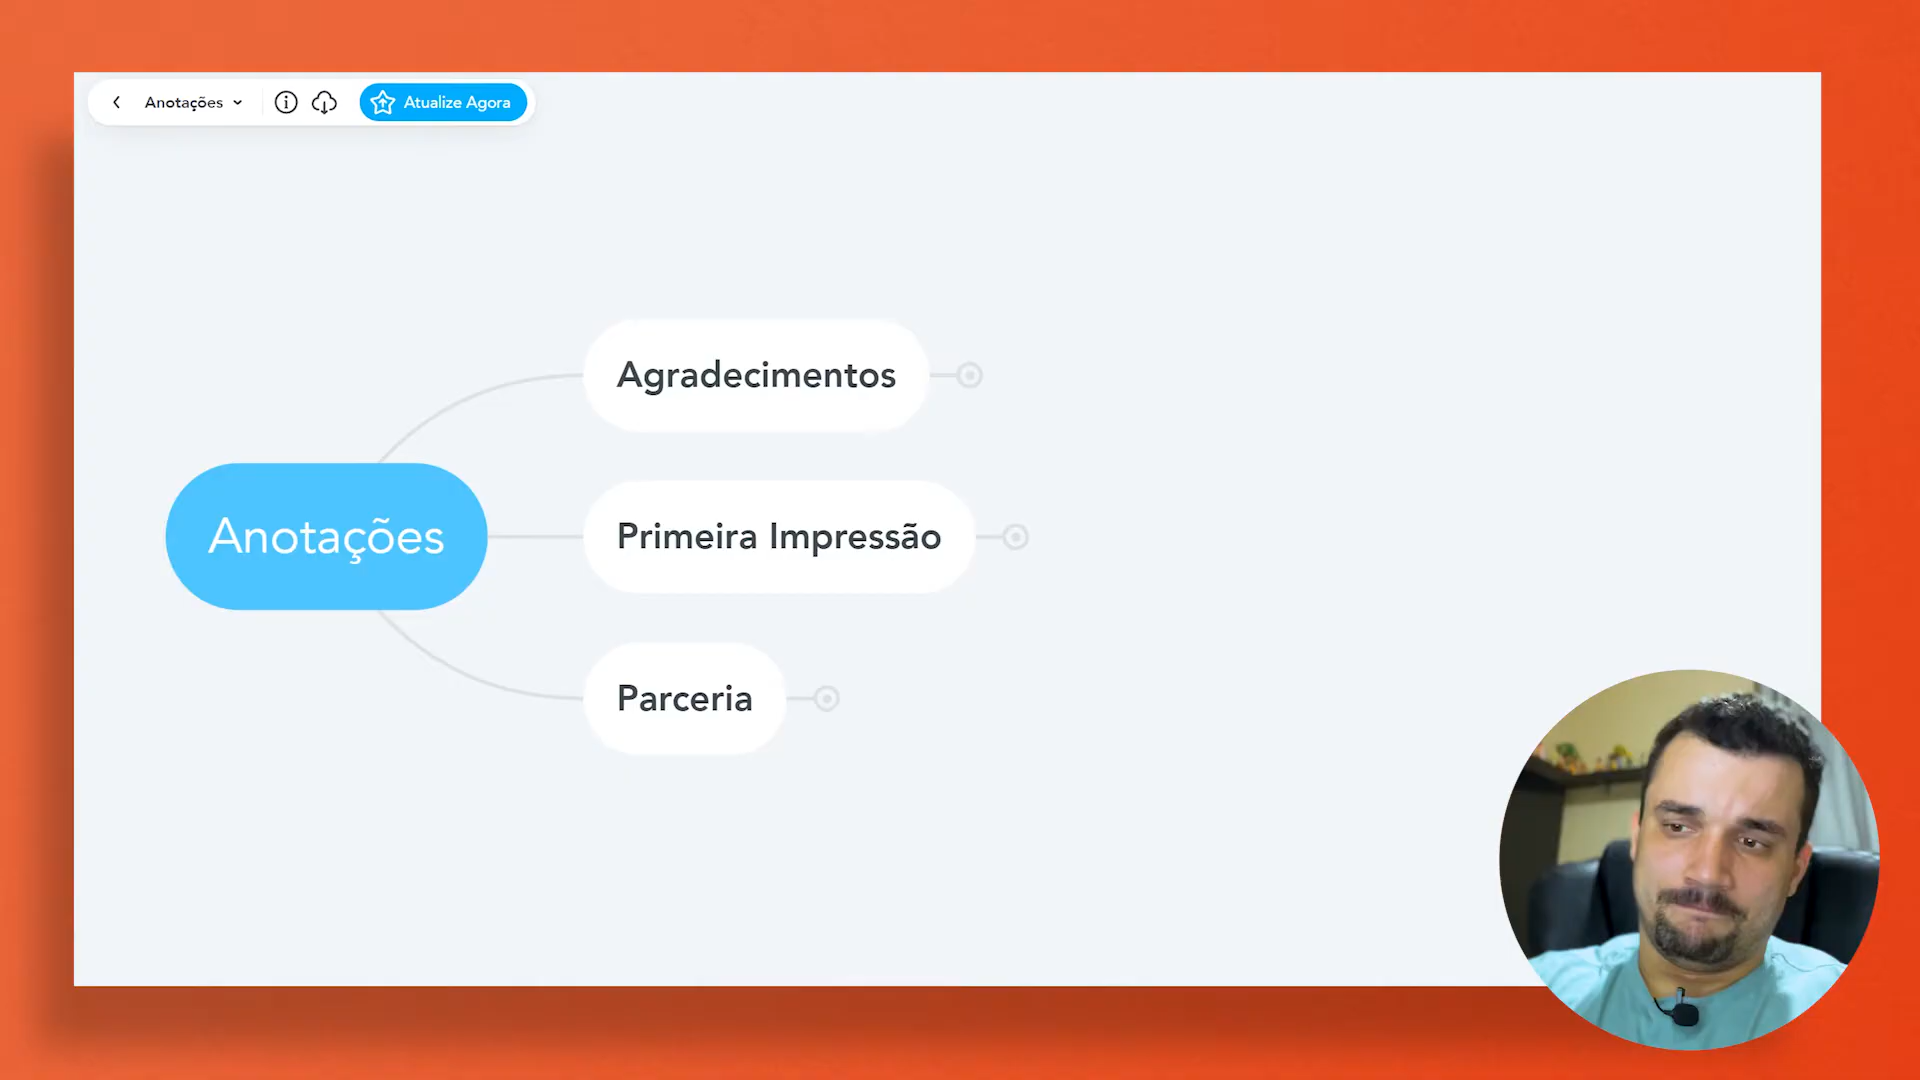 Anotações
Atualize Agora
Agradecimentos
Anotações
Primeira Impressão
Parceria